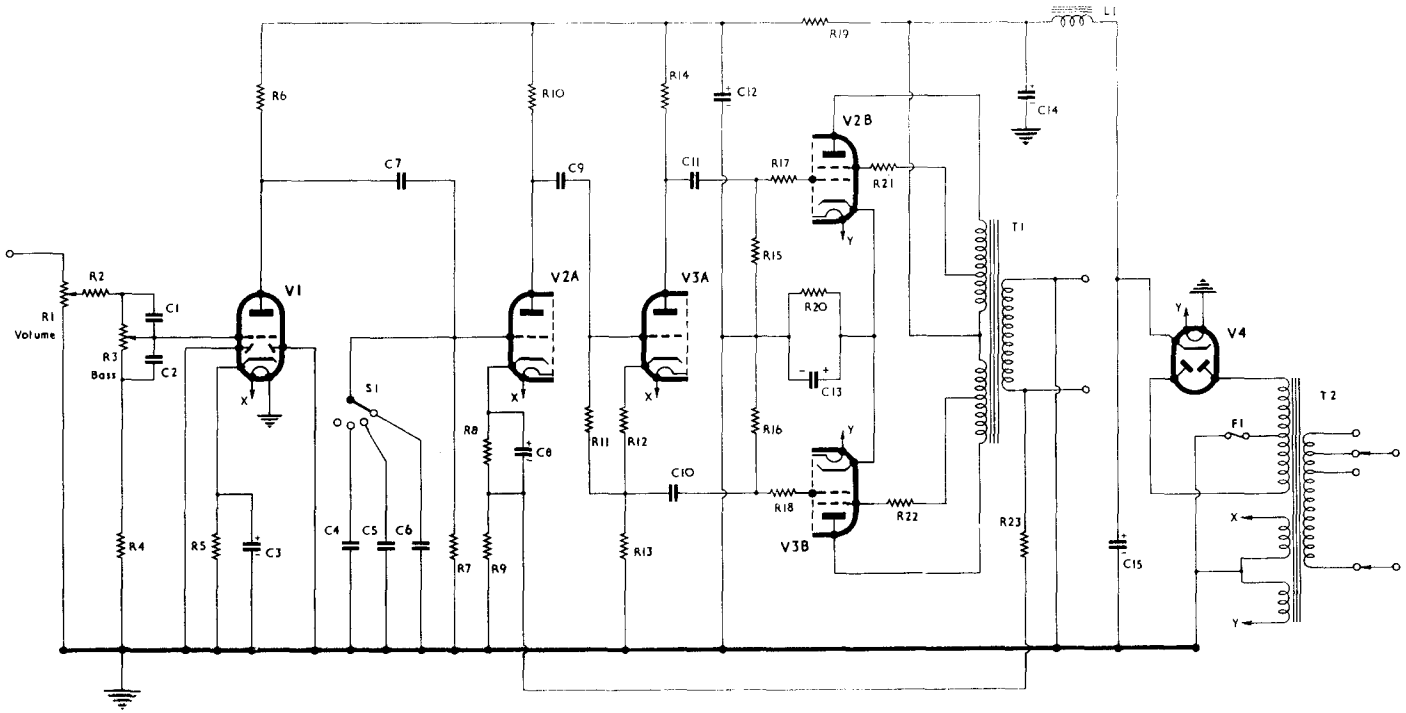 L1
R19
R6
R10
R14
C12
C14
V2B
C7
C9
C11
R17
R21
T1
R2
V1
V2A
V3A
R15
Y
R1
Volume
C1
R3
Bass
C2
R20
Y
V4
C13
X
S1
X
X
T2
R8
C8
R11
R12
R16
Y
F1
C10
R18
R22
R23
R4
R5
C3
C4
C5
C6
R7
R9
R13
V3B
C15
X
Y